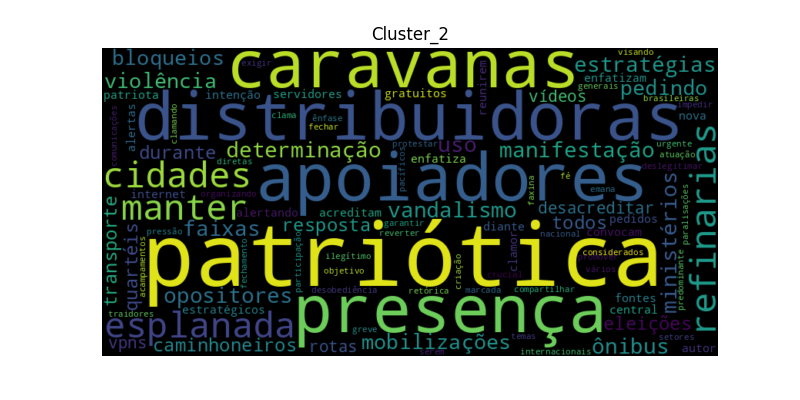 Cluster_2
bloqueios
exigir
caravanas
visando
estratégias
violência
enfatizam
generais
patriota
intenção
servidores
gratuitos
reunirem
vídeos
pedindo
brasileiras
comunicações
alertas
clamando
distribuidoras
clama
ênfase
fechar
nova
impedir
durante
determinação
diretas
protestar
pacíficos
uso
manifestação
urgente
atuação
cidades
internet
organizando
enfatiza
apoiadores
faxina
fé
emana
deslegitimar
refinarias
manter
alertando
acreditam
vandalismo
desacreditar
transporte
quartéis
acampamentos
faixas
pressão
resposta
garantir
reverter
diante
clamor
todos
pedidos
convocam
nacional
ministérios
paralisações
predominante
patriótica
fechamento
participação
ilegítimo
objetivo
considerados
vários
opositores
desobediência
retórica
crucial
marcada
criação
compartilhar
fontes
central
traidores
estratégicos
presença
esplanada
greve
temas
eleições
setores
vpns
caminhoneiros
rotas
mobilizações
serem
internacionais
ônibus
autor